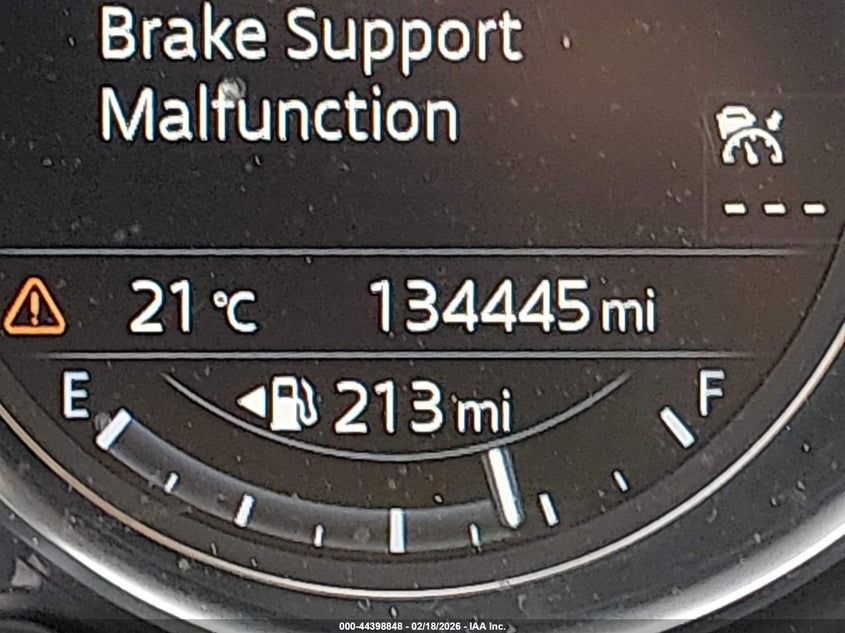 Brake Support
Malfunction
---
21 °C 134445 mi
E 213 mi F
000-44398848 - 02/18/2026 - IAA Inc.